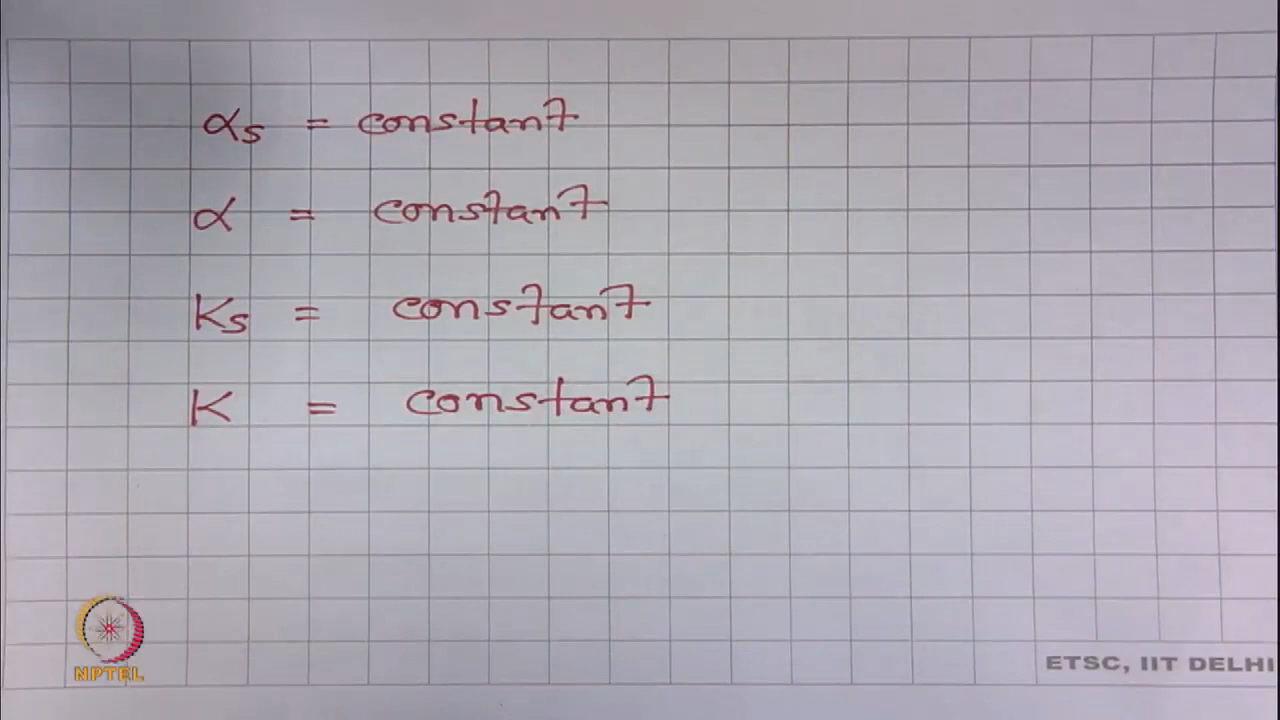 αs = constant
α = constant
Ks = constant
K = constant
NPTEL
ETSC, IIT DELHI